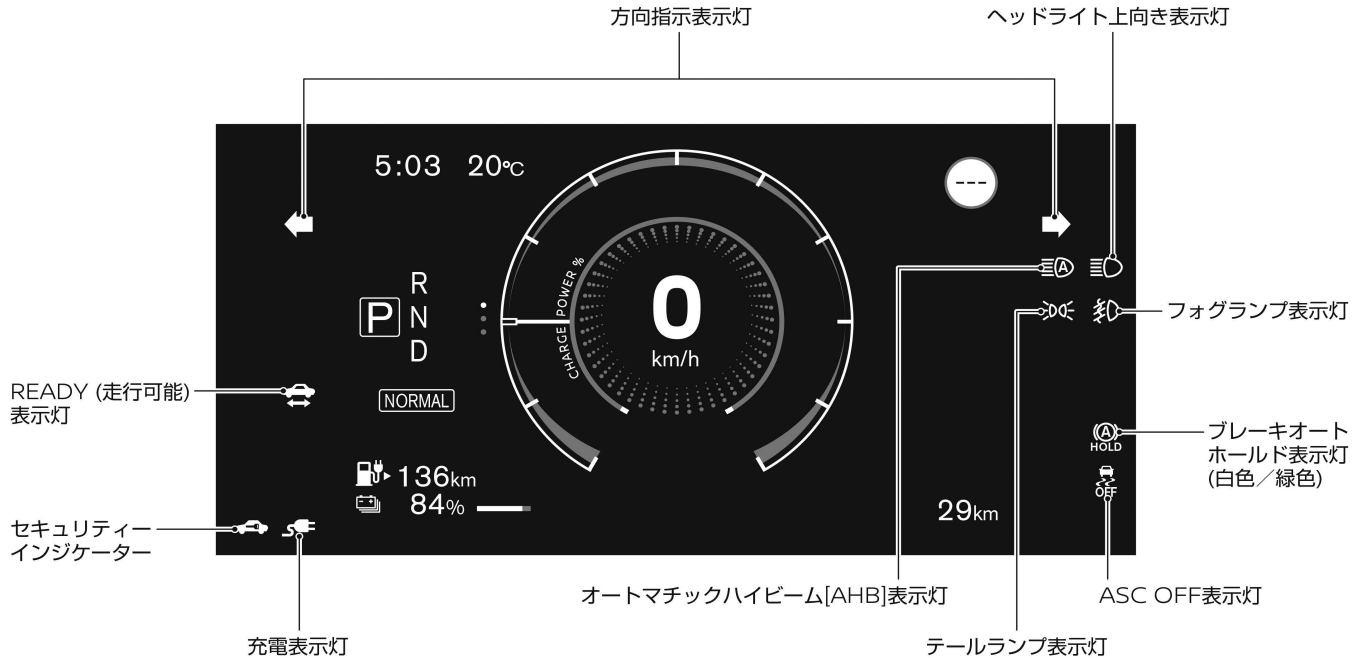 方向指示表示灯
ヘッドライト上向き表示灯
5:03 20°C
---
R
P N
D
CHARGE POWER %
0
km/h
A
フォグランプ表示灯
READY (走行可能)
表示灯
NORMAL
A
HOLD
ブレーキオート
ホールド表示灯
(白色／緑色)
136km
84%
OFF
29km
セキュリティー
インジケーター
オートマチックハイビーム[AHB]表示灯
ASC OFF表示灯
充電表示灯
テールランプ表示灯